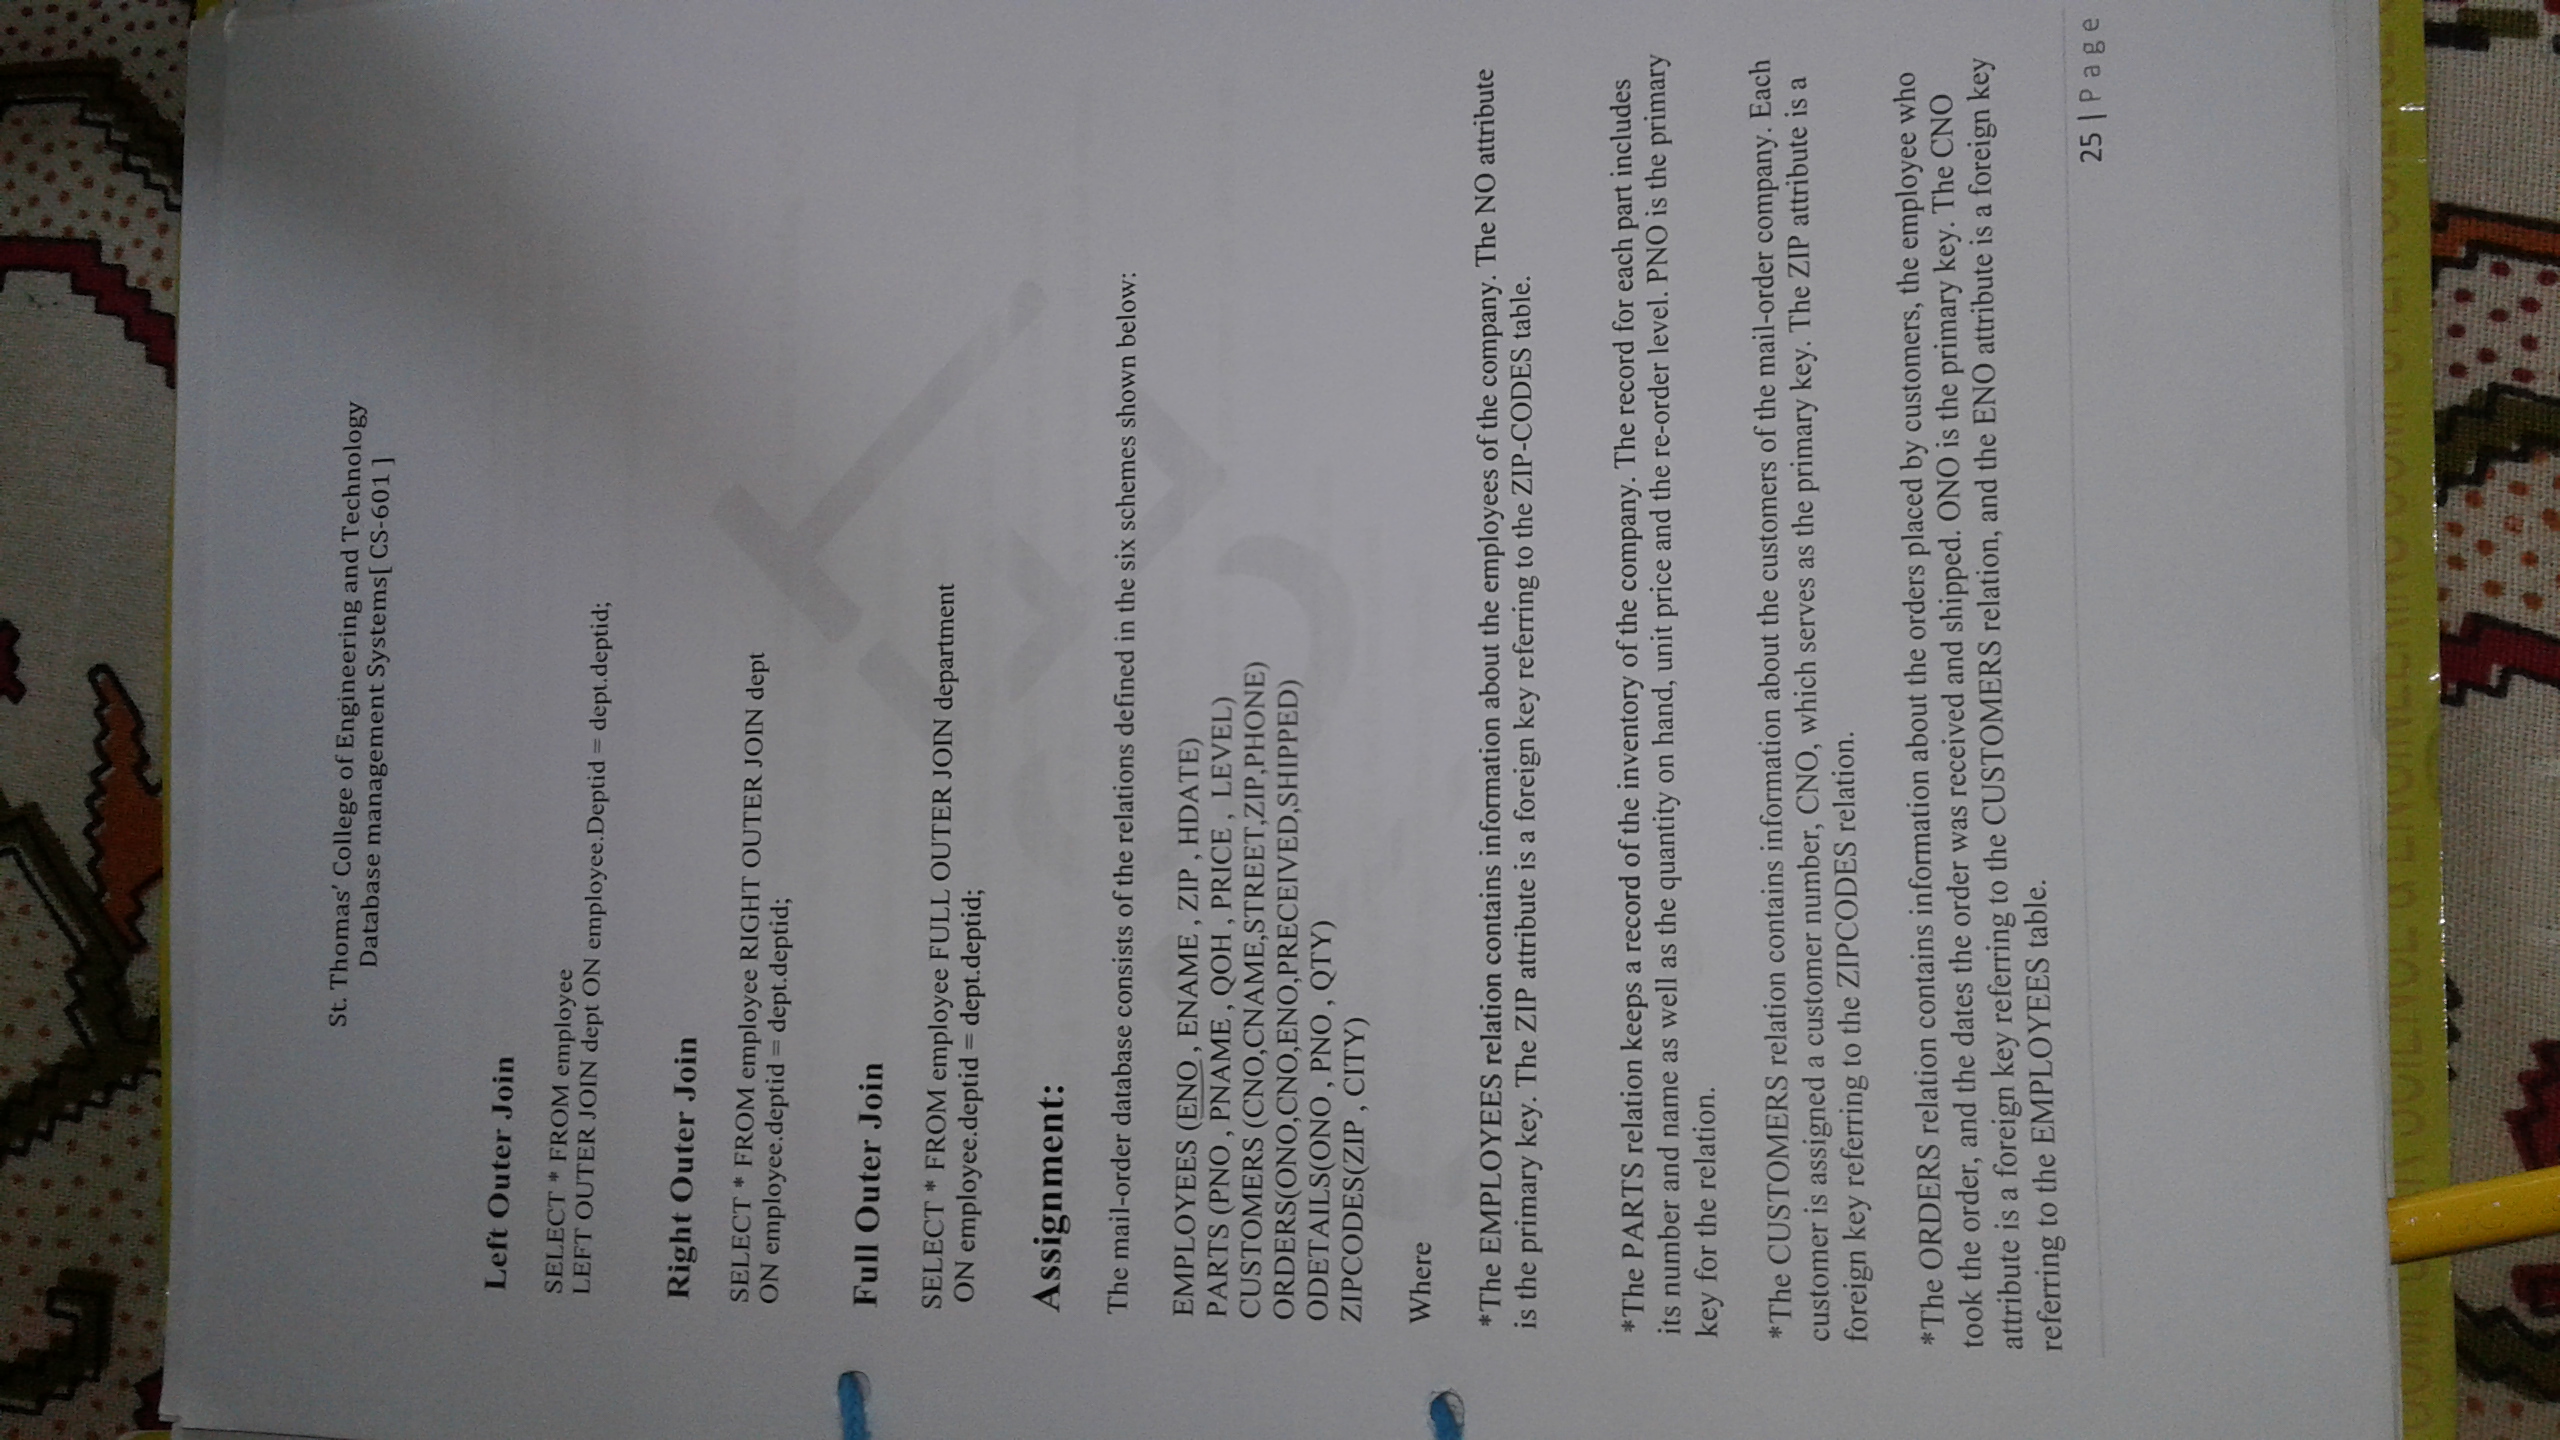 St. Thomas' College of Engineering and Technology
Database management Systems[ CS-601 ]
Left Outer Join
SELECT * FROM employee
LEFT OUTER JOIN dept ON employee.Deptid = dept.deptid;
Right Outer Join
SELECT * FROM employee RIGHT OUTER JOIN dept
ON employee.deptid = dept.deptid;
Full Outer Join
SELECT * FROM employee FULL OUTER JOIN department
ON employee.deptid = dept.deptid;
Assignment:
The mail-order database consists of the relations defined in the six schemes shown below:
EMPLOYEES (ENO , ENAME , ZIP , HDATE)
PARTS (PNO , PNAME , QOH , PRICE , LEVEL)
CUSTOMERS (CNO,CNAME,STREET,ZIP,PHONE)
ORDERS(ONO,CNO,ENO,PRECEIVED,SHIPPED)
ODETAILS(ONO , PNO , QTY)
ZIPCODES(ZIP , CITY)
Where
*The EMPLOYEES relation contains information about the employees of the company. The NO attribute
is the primary key. The ZIP attribute is a foreign key referring to the ZIP-CODES table.
*The PARTS relation keeps a record of the inventory of the company. The record for each part includes
its number and name as well as the quantity on hand, unit price and the re-order level. PNO is the primary
key for the relation.
*The CUSTOMERS relation contains information about the customers of the mail-order company. Each
customer is assigned a customer number, CNO, which serves as the primary key. The ZIP attribute is a
foreign key referring to the ZIPCODES relation.
*The ORDERS relation contains information about the orders placed by customers, the employee who
took the order, and the dates the order was received and shipped. ONO is the primary key. The CNO
attribute is a foreign key referring to the CUSTOMERS relation, and the ENO attribute is a foreign key
referring to the EMPLOYEES table.
25 | Page